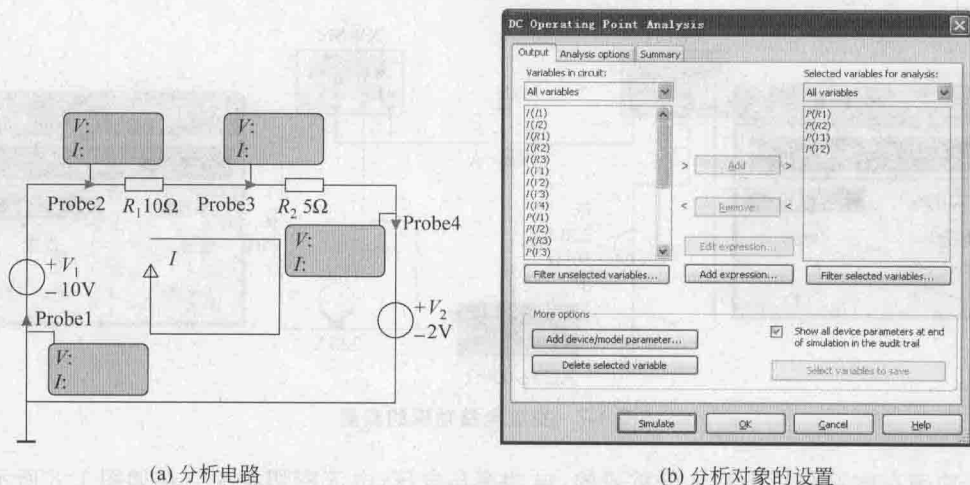 V:
I:
V:
I:
Probe2
R₁10Ω
Probe3
R₂ 5Ω
V:
I:
Probe4
I
+V₁
−10V
+V₂
−2V
Probe1
V:
I:
(a) 分析电路
DC Operating Point Analysis
Output
Analysis options
Summary
Variables in circuit:
All variables
I(I1)
I(I2)
I(R1)
I(R2)
I(R3)
I(V1)
I(V2)
I(V3)
I(V4)
P(I1)
P(I2)
P(R3)
P(V3)
Filter unselected variables...
> Add >
< Remove <
Edit expression...
Add expression...
Selected variables for analysis:
All variables
P(R1)
P(R2)
P(V1)
P(V2)
Filter selected variables...
More options
Add device/model parameter...
Delete selected variable
Show all device parameters at end
of simulation in the audit trail
Select variables to save
Simulate
OK
Cancel
Help
(b) 分析对象的设置